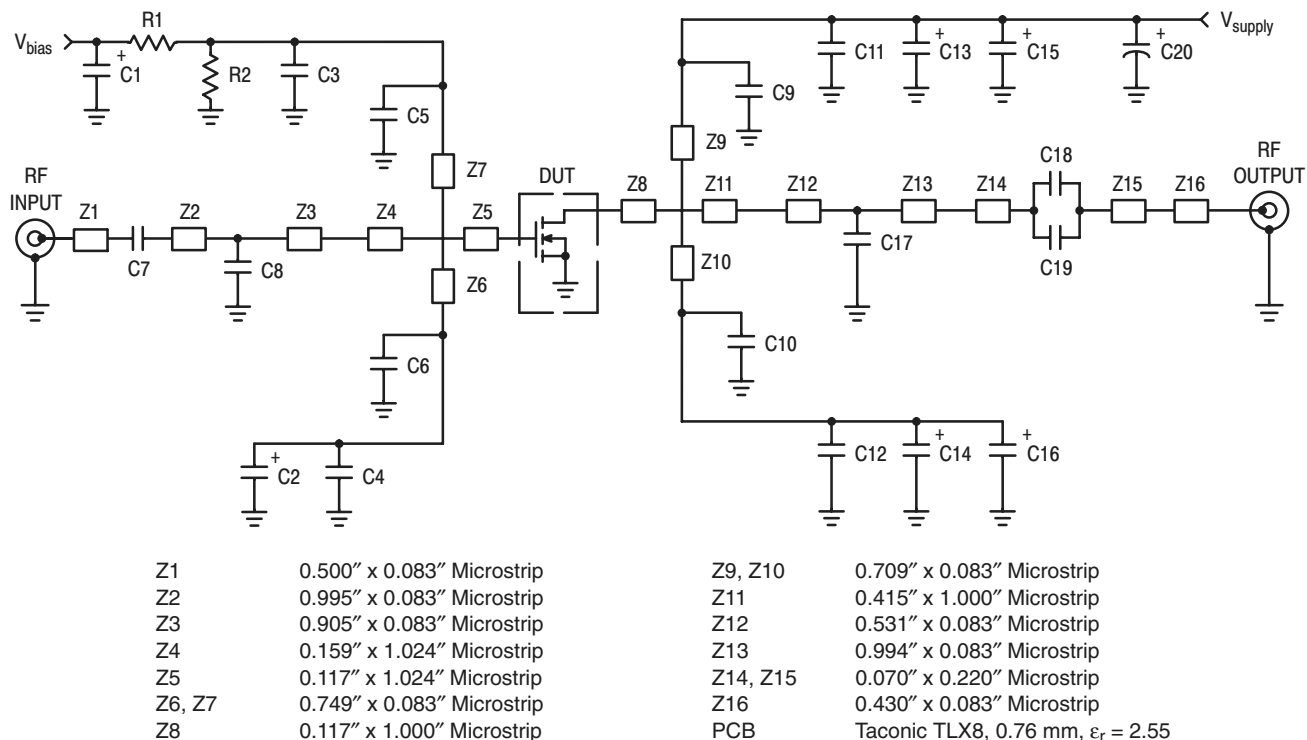 R1
V_bias
C1
R2
C3
C5
C11
C13
C15
C20
V_supply
C9
Z9
RF INPUT
Z1
C7
Z2
C8
Z3
Z4
Z7
Z5
Z6
DUT
Z8
Z11
Z12
C17
Z13
Z14
C18
C19
Z15
Z16
RF OUTPUT
Z10
C6
C10
C2
C4
C12
C14
C16
+
+
+
+
+
+
+
Z1 0.500″ x 0.083″ Microstrip
Z2 0.995″ x 0.083″ Microstrip
Z3 0.905″ x 0.083″ Microstrip
Z4 0.159″ x 1.024″ Microstrip
Z5 0.117″ x 1.024″ Microstrip
Z6, Z7 0.749″ x 0.083″ Microstrip
Z8 0.117″ x 1.000″ Microstrip
Z9, Z10 0.709″ x 0.083″ Microstrip
Z11 0.415″ x 1.000″ Microstrip
Z12 0.531″ x 0.083″ Microstrip
Z13 0.994″ x 0.083″ Microstrip
Z14, Z15 0.070″ x 0.220″ Microstrip
Z16 0.430″ x 0.083″ Microstrip
PCB Taconic TLX8, 0.76 mm, εr = 2.55